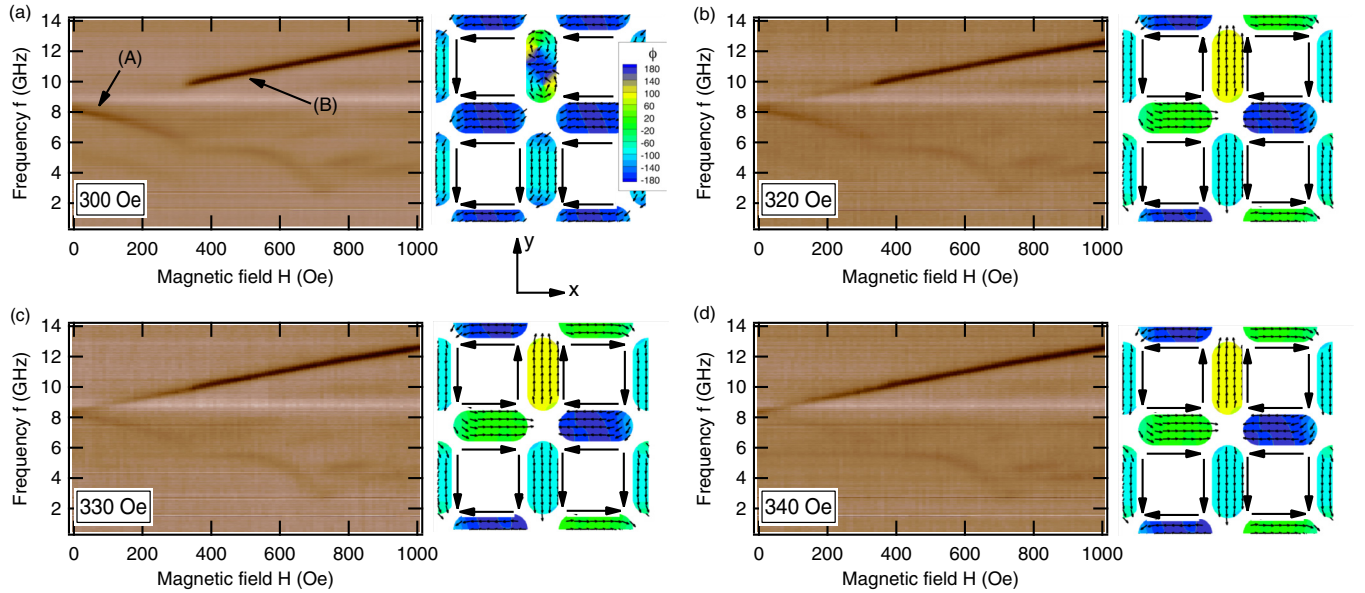 (a)
14
12
10
8
6
4
2
Frequency f (GHz)
(A)
(B)
300 Oe
0
200
400
600
800
1000
Magnetic field H (Oe)
ϕ
180
140
100
60
20
-20
-60
-100
-140
-180
y
x
(b)
14
12
10
8
6
4
2
Frequency f (GHz)
320 Oe
0
200
400
600
800
1000
Magnetic field H (Oe)
(c)
14
12
10
8
6
4
2
Frequency f (GHz)
330 Oe
0
200
400
600
800
1000
Magnetic field H (Oe)
(d)
14
12
10
8
6
4
2
Frequency f (GHz)
340 Oe
0
200
400
600
800
1000
Magnetic field H (Oe)